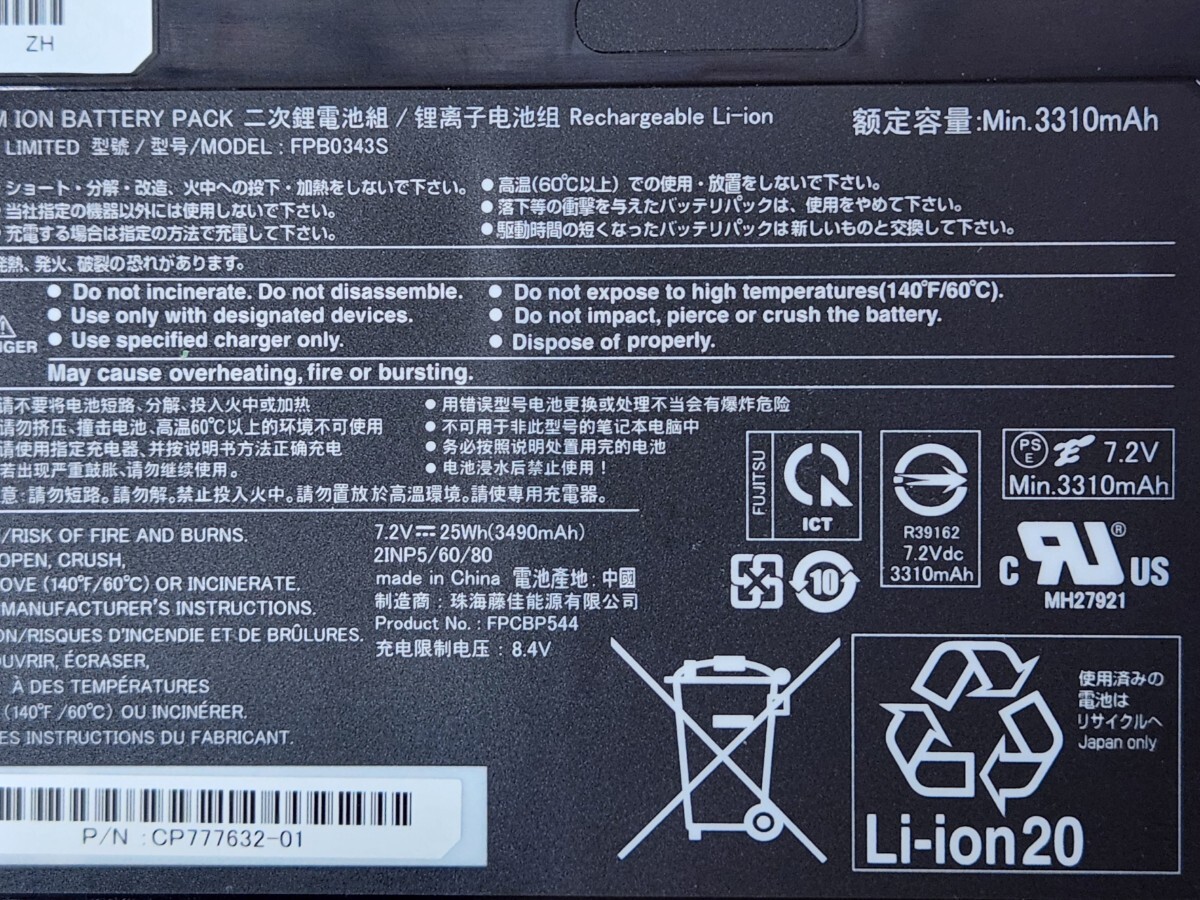 ZH
M ION BATTERY PACK 二次鋰電池組 / 锂离子电池组 Rechargeable Li-ion
额定容量:Min.3310mAh
LIMITED 型號 / 型号/MODEL : FPB0343S
ショート・分解・改造、火中への投下・加熱をしないで下さい。
当社指定の機器以外には使用しないで下さい。
充電する場合は指定の方法で充電して下さい。
●高温(60℃以上) での使用・放置をしないで下さい。
●落下等の衝撃を与えたバッテリパックは、使用をやめて下さい。
●駆動時間の短くなったバッテリパックは新しいものと交換して下さい。
発熱、発火、破裂の恐れがあります。
NGER
● Do not incinerate. Do not disassemble.
● Use only with designated devices.
● Use specified charger only.
● Do not expose to high temperatures(140°F/60°C).
● Do not impact, pierce or crush the battery.
● Dispose of properly.
May cause overheating, fire or bursting.
请不要将电池短路、分解、投入火中或加热
请勿挤压、撞击电池、高温60℃以上的环境不可使用
请使用指定充电器、并按说明书方法正确充电
若出现严重鼓胀、请勿继续使用。
●用错误型号电池更换或处理不当会有爆炸危险
●不可用于非此型号的笔记本电脑中
●务必按照说明处置用完的电池
●电池浸水后禁止使用！
意:請勿短路。請勿解。禁止投入火中。請勿置放於高溫環境。請使專用充電器。
/RISK OF FIRE AND BURNS.
OPEN, CRUSH,
OVE (140°F/60°C) OR INCINERATE.
MANUFACTURER'S INSTRUCTIONS.
ON/RISQUES D'INCENDIE ET DE BRÛLURES.
OUVRIR, ÉCRASER,
À DES TEMPÉRATURES
(140°F /60°C) OU INCINÉRER.
ES INSTRUCTIONS DU FABRICANT.
7.2V⎓25Wh(3490mAh)
2INP5/60/80
made in China 電池產地: 中國
制造商 : 珠海藤佳能源有限公司
Product No. : FPCBP544
充电限制电压 : 8.4V
FUJITSU
ICT
R39162
7.2Vdc
3310mAh
PS
E
7.2V
Min.3310mAh
10
C UR ® US
MH27921
使用済みの
電池は
リサイクルへ
Japan only
Li-ion20
P/N :CP777632-01